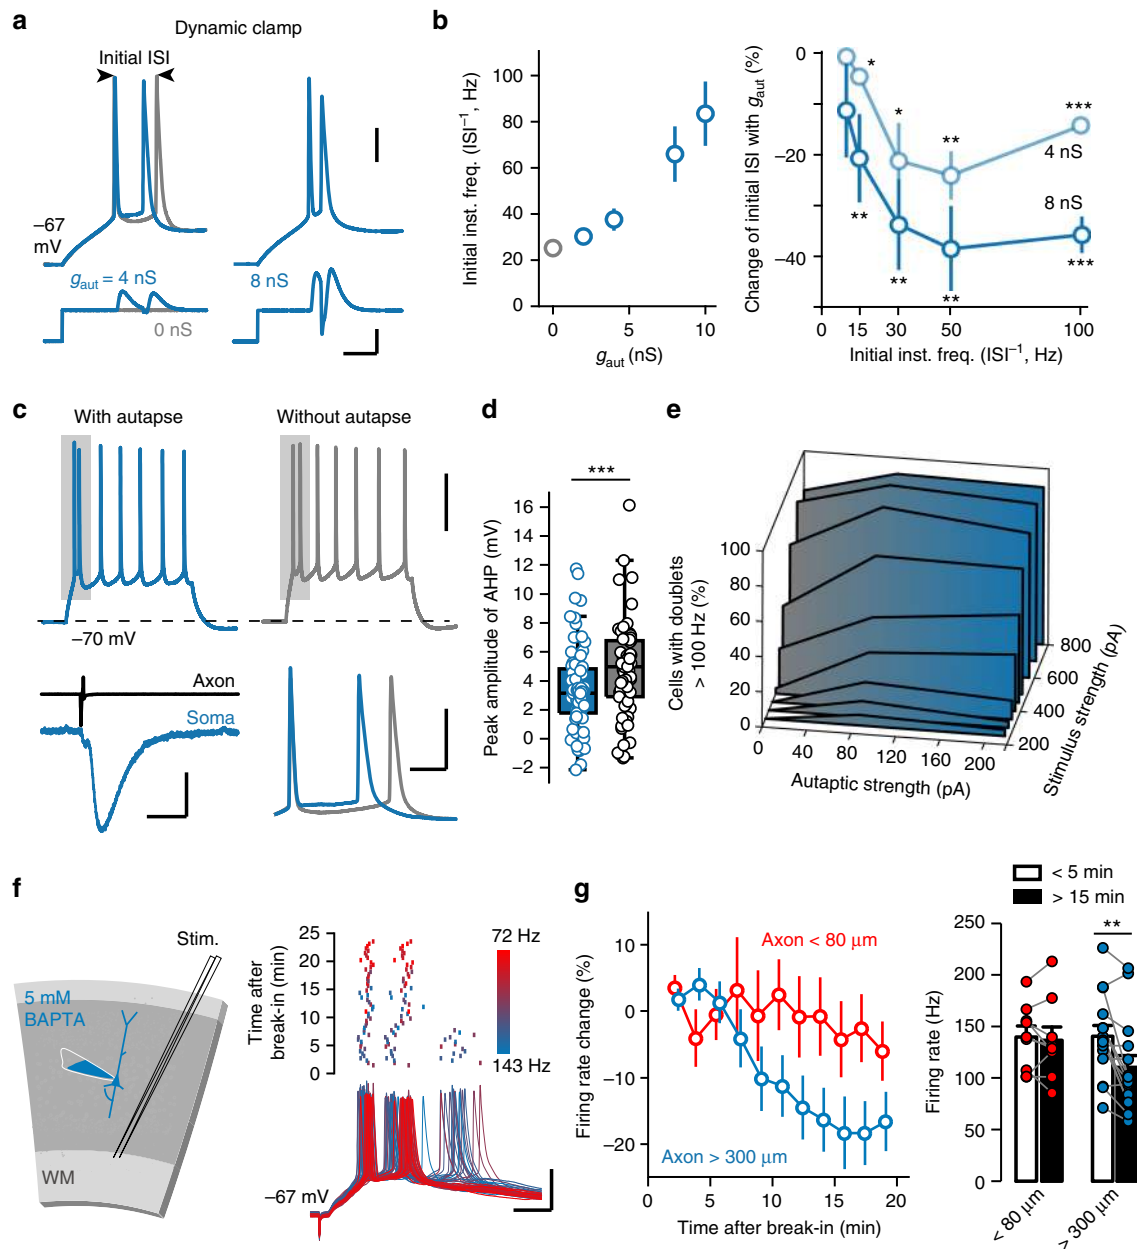 a
Dynamic clamp
Initial ISI
−67
mV
g_aut = 4 nS
0 nS
8 nS
b
Initial inst. freq. (ISI⁻¹, Hz)
100
80
60
40
20
0
0
5
10
g_aut (nS)
Change of initial ISI with g_aut (%)
0
−20
−40
*
*
**
***
4 nS
8 nS
**
**
**
***
0
15
30
50
100
Initial inst. freq. (ISI⁻¹, Hz)
c
With autapse
Without autapse
−70 mV
Axon
Soma
d
***
Peak amplitude of AHP (mV)
16
14
12
10
8
6
4
2
0
−2
e
Cells with doublets
> 100 Hz (%)
100
80
60
40
20
0
0
40
80
120
160
200
Autaptic strength (pA)
800
600
400
200
Stimulus strength (pA)
f
Stim.
5 mM
BAPTA
WM
Time after
break-in (min)
25
20
15
10
5
0
72 Hz
143 Hz
−67 mV
g
Firing rate change (%)
10
0
−10
−20
Axon < 80 µm
Axon > 300 µm
0
5
10
15
20
Time after break-in (min)
< 5 min
> 15 min
Firing rate (Hz)
250
200
150
100
50
0
**
< 80 µm
> 300 µm